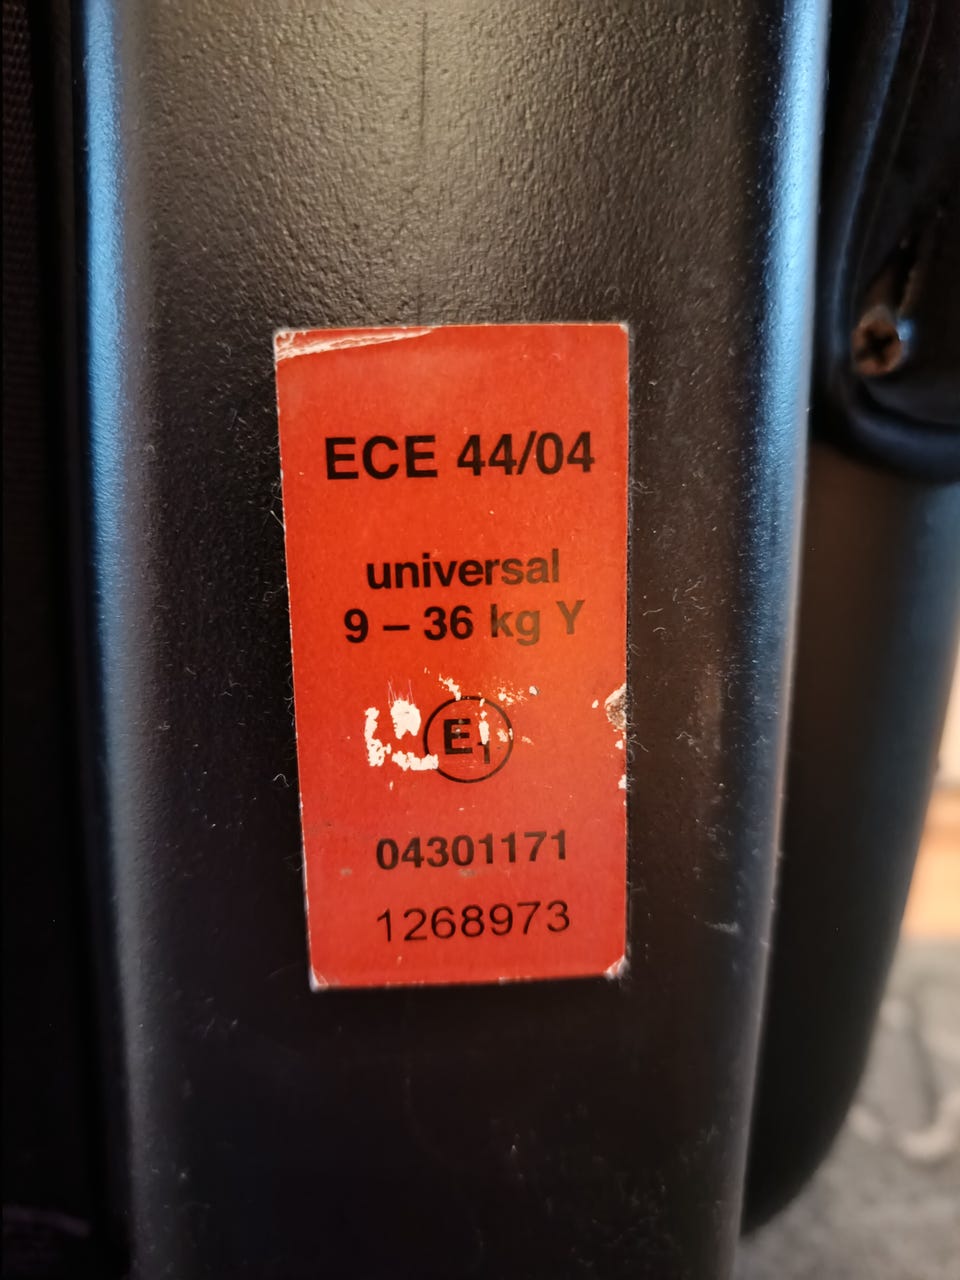 ECE 44/04
universal
9 – 36 kg Y
E1
04301171
1268973